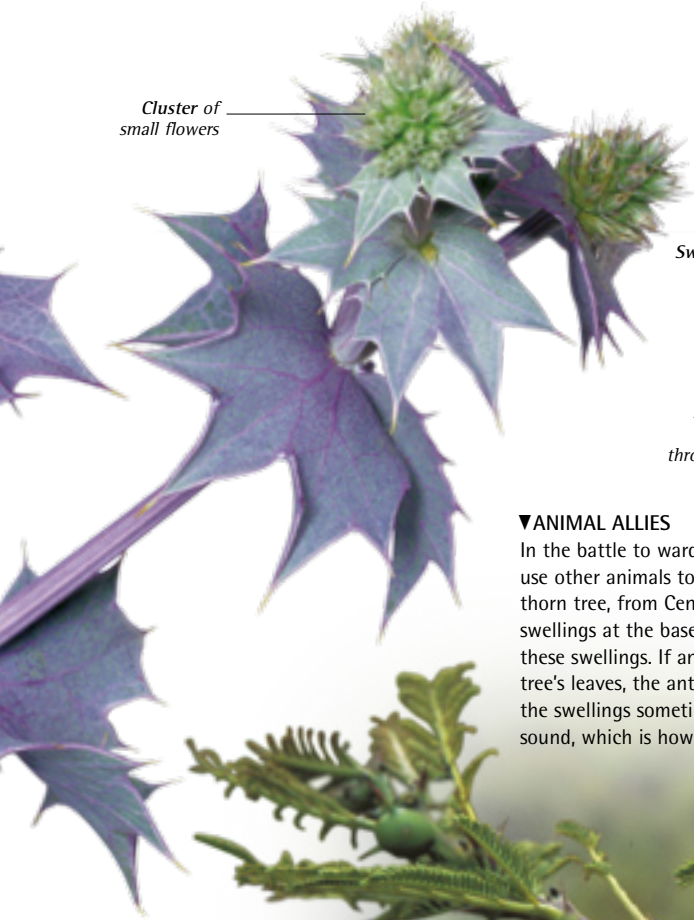 Cluster of
small flowers
Sw
thro
▼ANIMAL ALLIES
In the battle to ward
use other animals to
thorn tree, from Cen
swellings at the base
these swellings. If an
tree's leaves, the ant
the swellings someti
sound, which is how